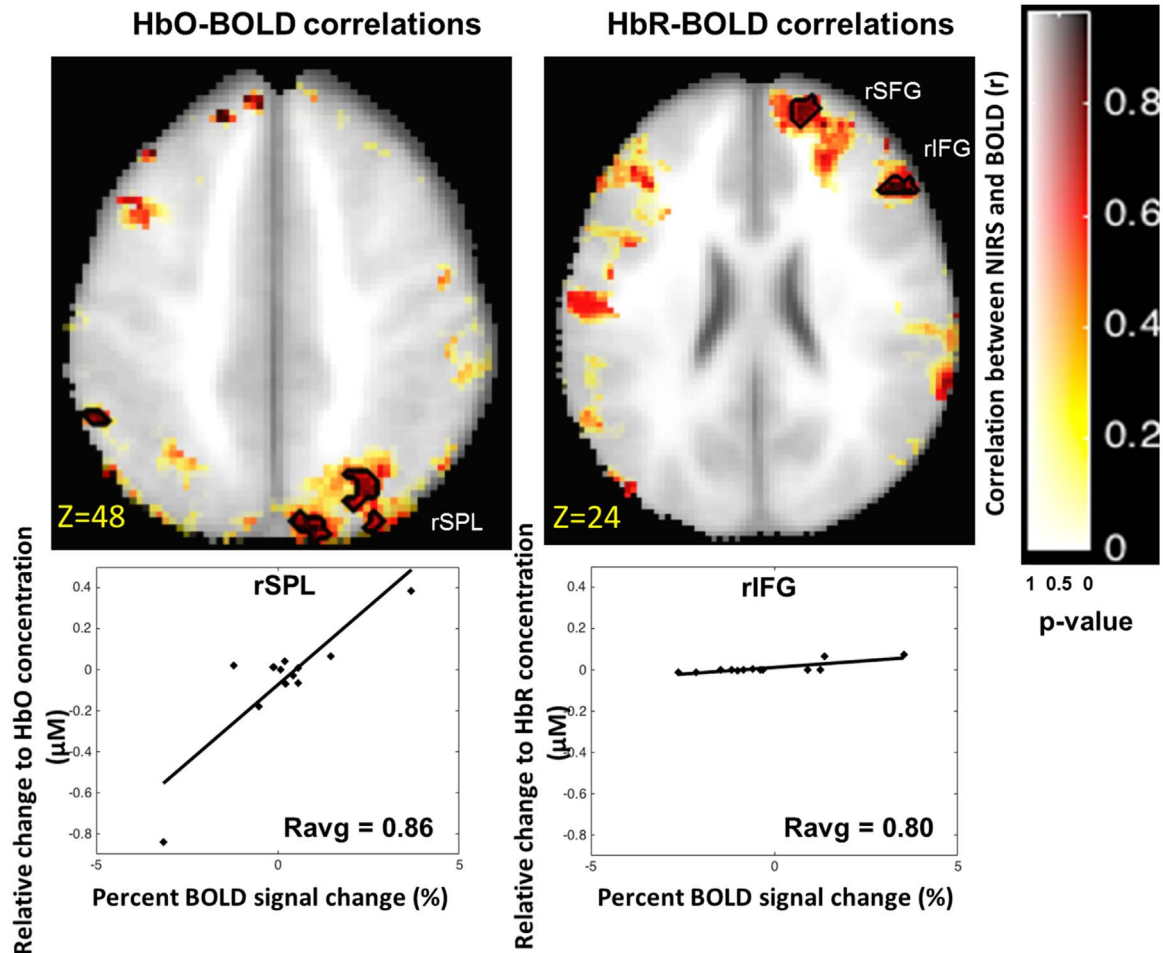 HbO-BOLD correlations
HbR-BOLD correlations
rSFG
rIFG
rSPL
Z=48
Z=24
Correlation between NIRS and BOLD (r)
0.8
0.6
0.4
0.2
0
1 0.5 0
p-value
Relative change to HbO concentration
(μM)
rSPL
0.4
0.2
0
-0.2
-0.4
-0.6
-0.8
-5 0 5
Ravg = 0.86
Percent BOLD signal change (%)
Relative change to HbR concentration
(μM)
rIFG
0.4
0.2
0
-0.2
-0.4
-0.6
-0.8
-5 0 5
Ravg = 0.80
Percent BOLD signal change (%)